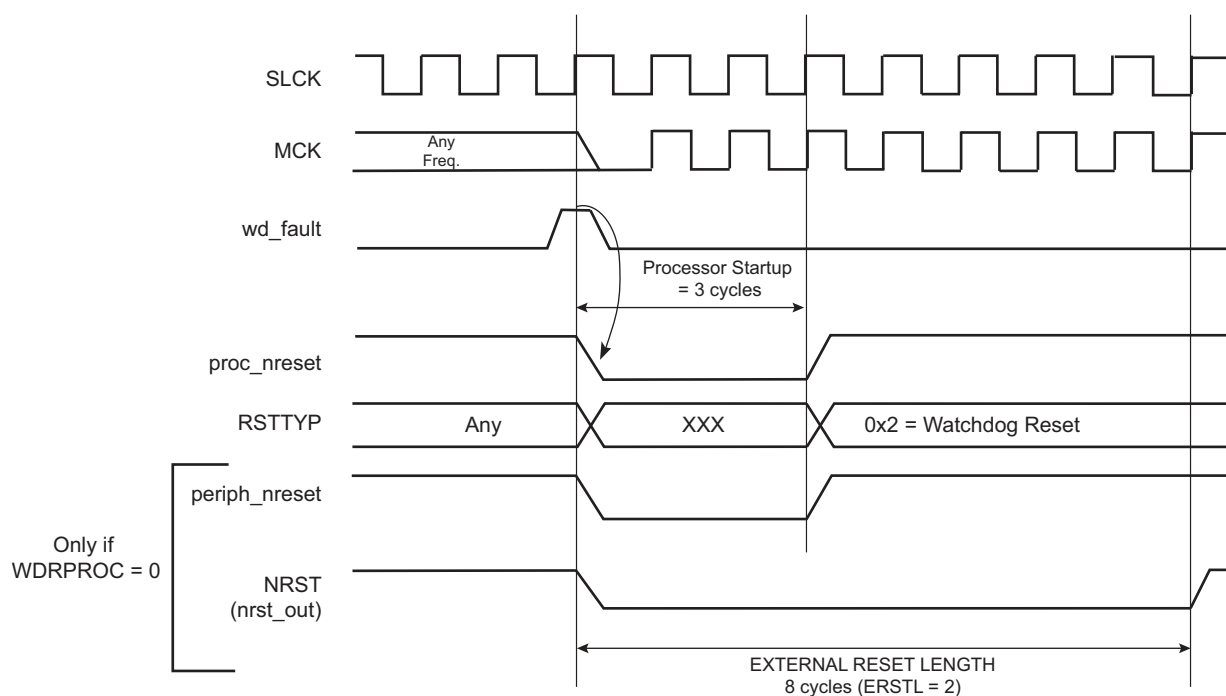 SLCK
MCK
Any
Freq.
wd_fault
Processor Startup
= 3 cycles
proc_nreset
RSTTYP
Any
XXX
0x2 = Watchdog Reset
periph_nreset
Only if
WDRPROC = 0
NRST
(nrst_out)
EXTERNAL RESET LENGTH
8 cycles (ERSTL = 2)